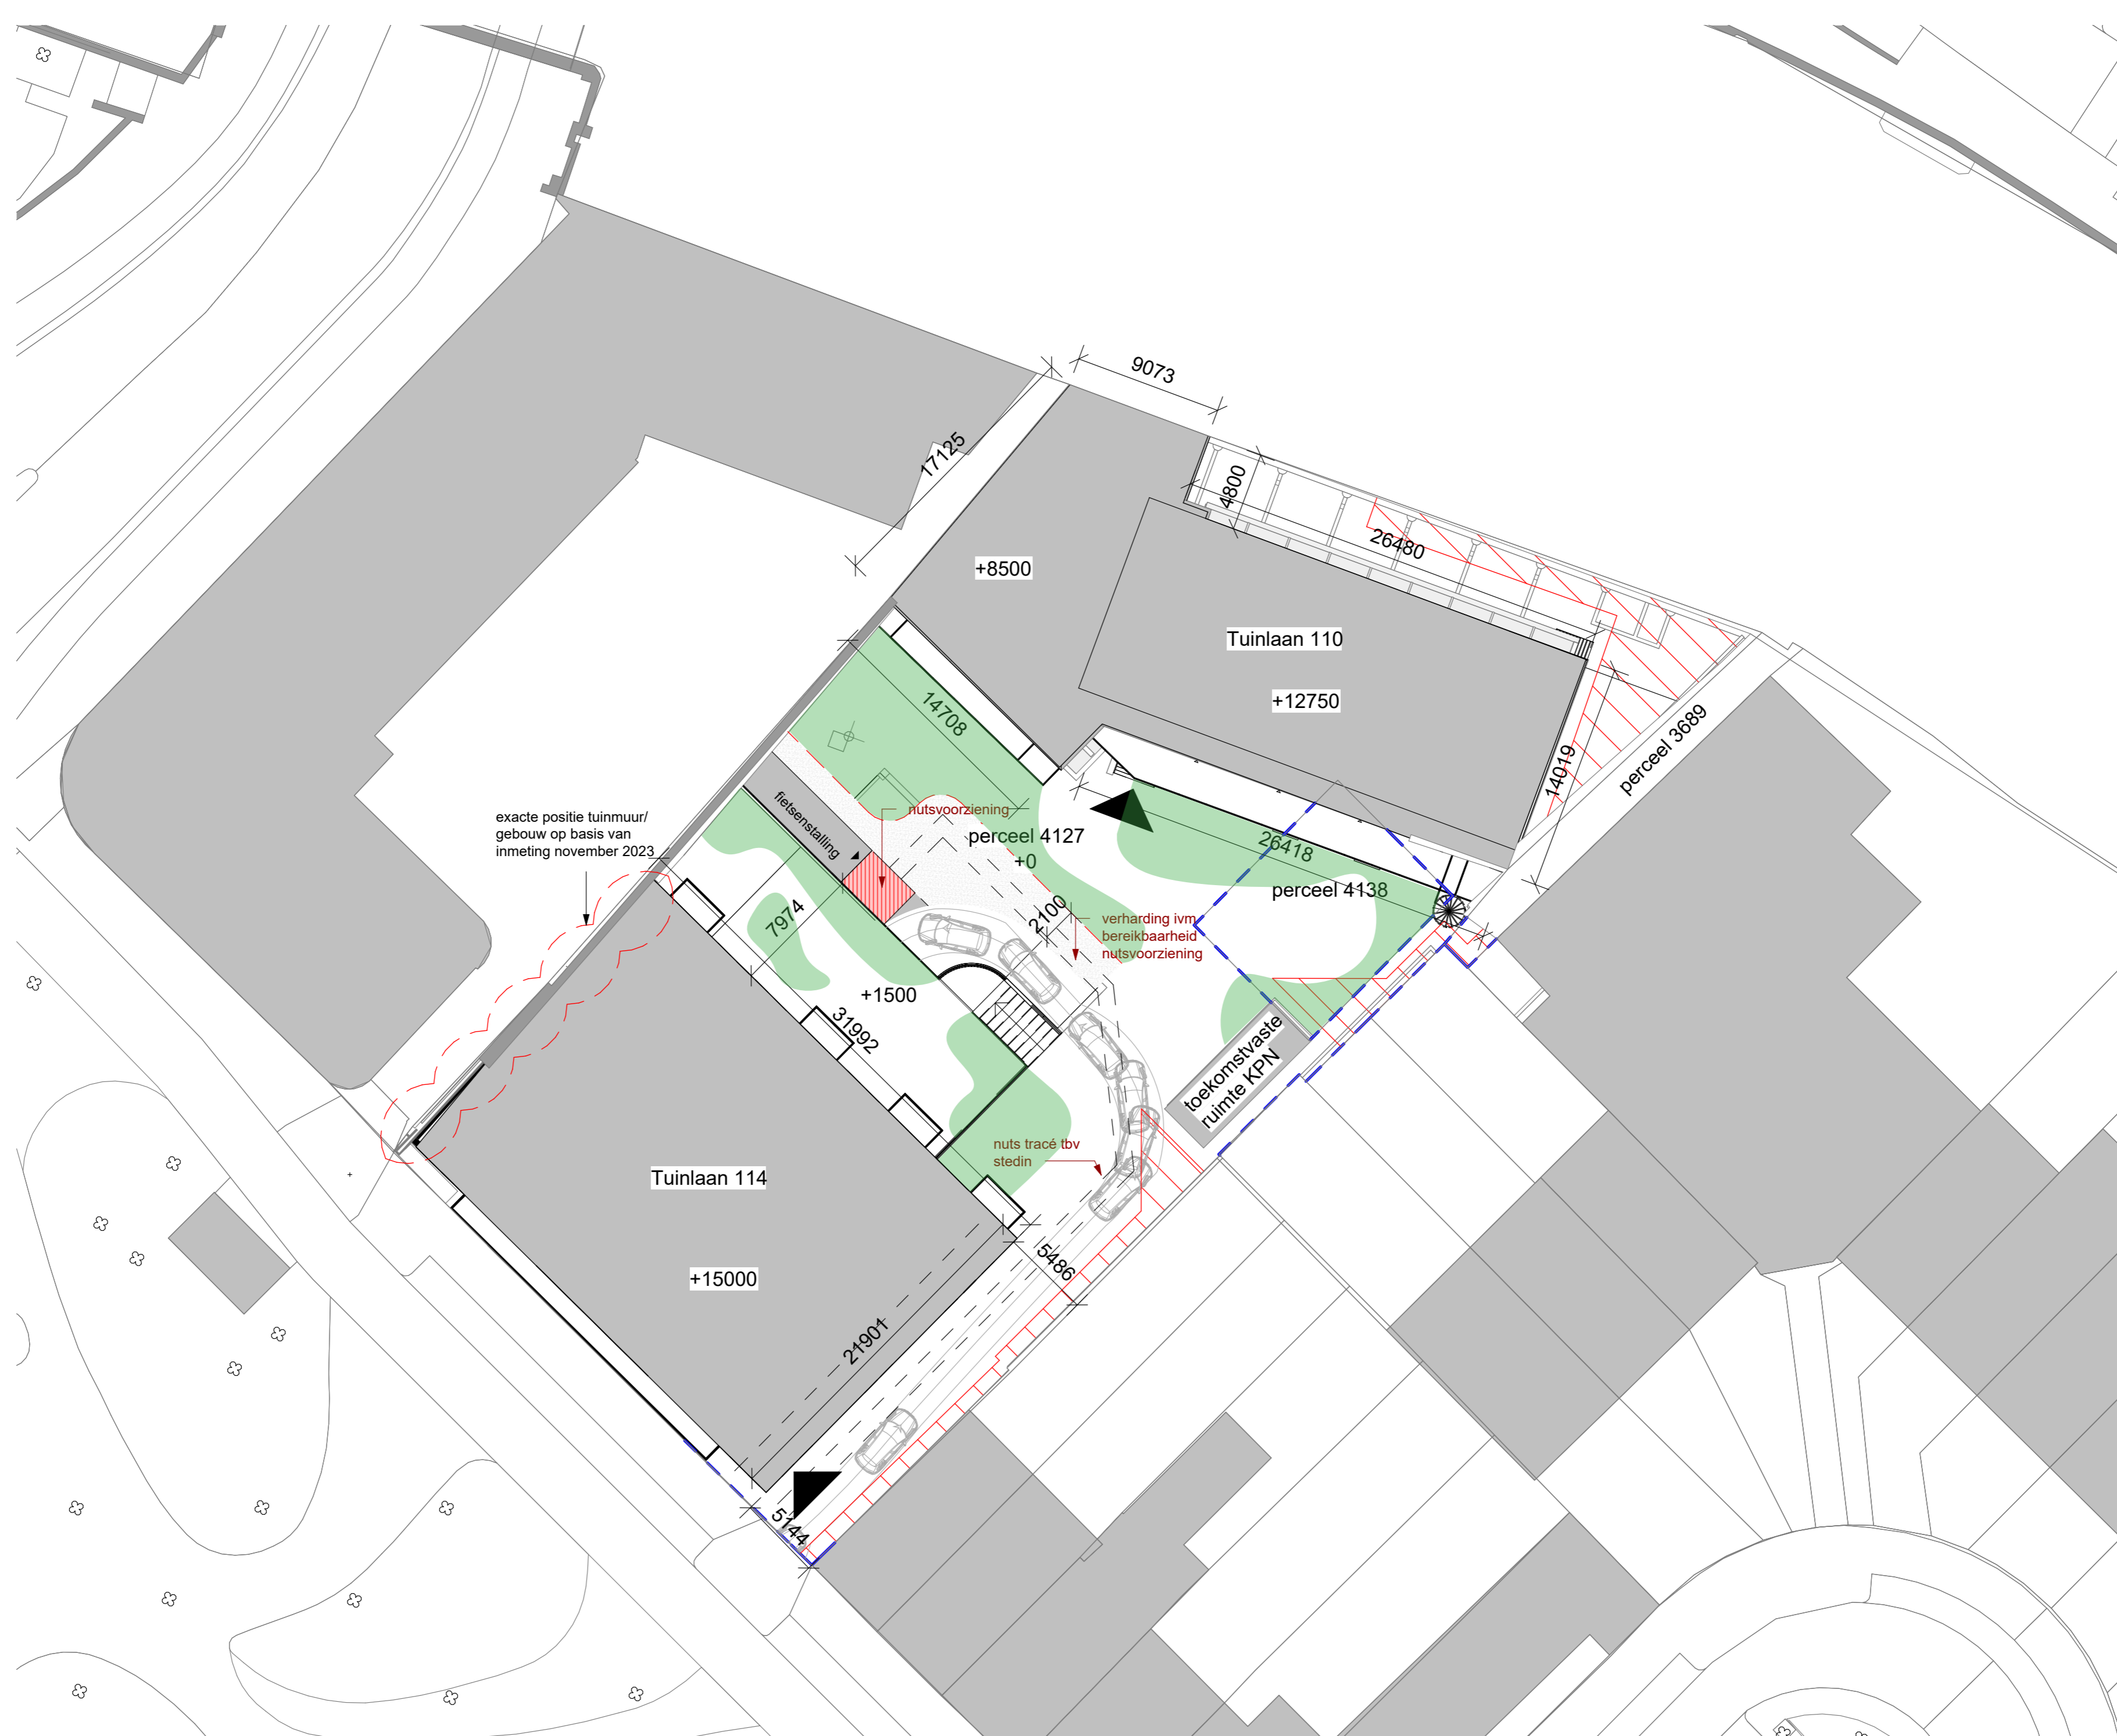 9073
17125
4800
26480
+8500
Tuinlaan 110
+12750
14708
14019
perceel 3689
fietsenstalling
nutsvoorziening
perceel 4127
+0
26418
perceel 4138
exacte positie tuinmuur/
gebouw op basis van
inmeting november 2023
7974
2100
verharding ivm
bereikbaarheid
nutsvoorziening
+1500
31992
toekomstvaste
ruimte KPN
nuts tracé tbv
stedin
Tuinlaan 114
+15000
5486
21901
5144